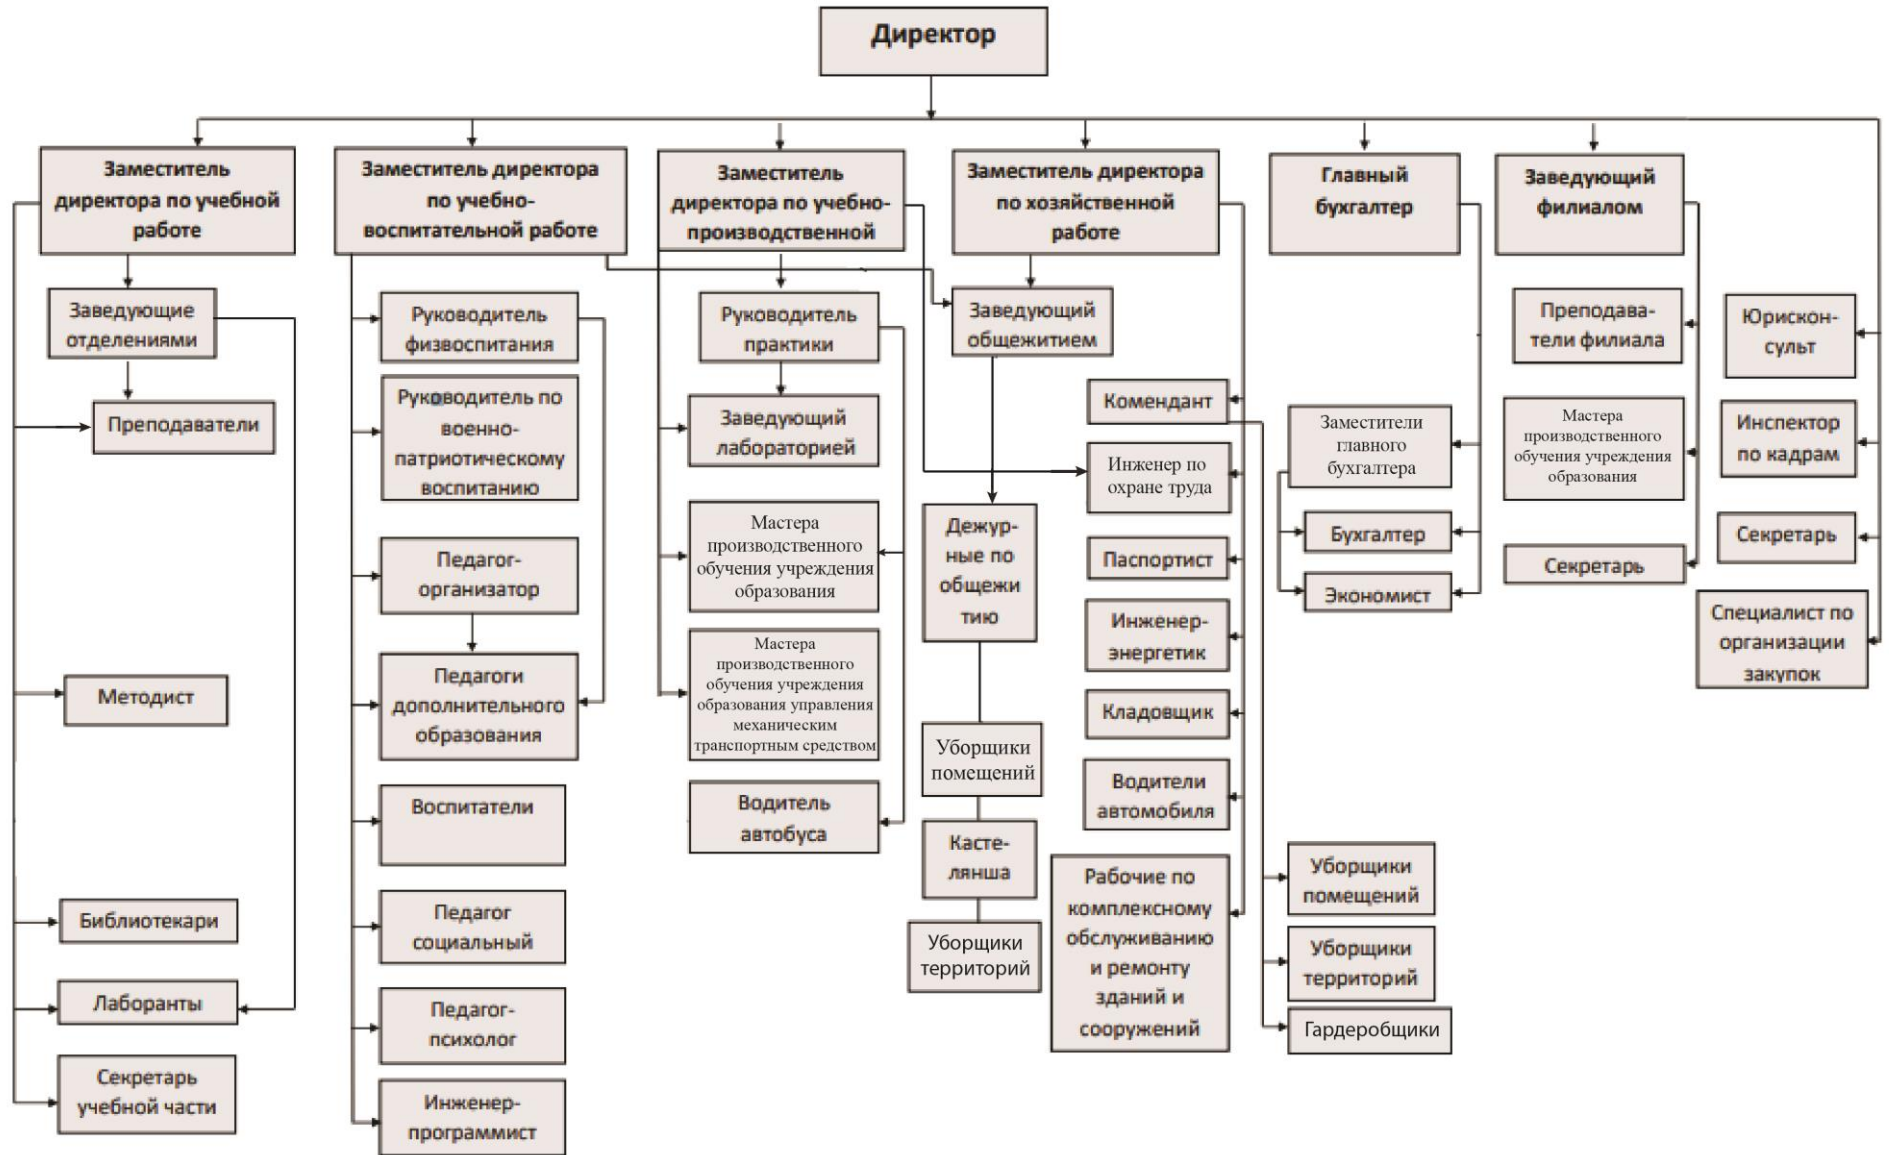 Директор
Заместитель
директора по учебной
работе
Заведующие
отделениями
Преподаватели
Методист
Библиотекари
Лаборанты
Секретарь
учебной части
Заместитель директора
по учебно-
воспитательной работе
Руководитель
физвоспитания
Руководитель по
военно-
патриотическому
воспитанию
Педагог-
организатор
Педагоги
дополнительного
образования
Воспитатели
Педагог
социальный
Педагог-
психолог
Инженер-
программист
Заместитель
директора по учебно-
производственной
Руководитель
практики
Заведующий
лабораторией
Мастера
производственного
обучения учреждения
образования
Мастера
производственного
обучения учреждения
образования управления
механическим
транспортным средством
Водитель
автобуса
Заместитель директора
по хозяйственной
работе
Заведующий
общежитием
Дежур-
ные по
общежи
тию
Уборщики
помещений
Касте-
лянша
Уборщики
территорий
Комендант
Инженер по
охране труда
Паспортист
Инженер-
энергетик
Кладовщик
Водители
автомобиля
Рабочие по
комплексному
обслуживанию
и ремонту
зданий и
сооружений
Уборщики
помещений
Уборщики
территорий
Гардеробщики
Главный
бухгалтер
Заместители
главного
бухгалтера
Бухгалтер
Экономист
Заведующий
филиалом
Преподава-
тели филиала
Мастера
производственного
обучения учреждения
образования
Секретарь
Юрискон-
сульт
Инспектор
по кадрам
Секретарь
Специалист по
организации
закупок